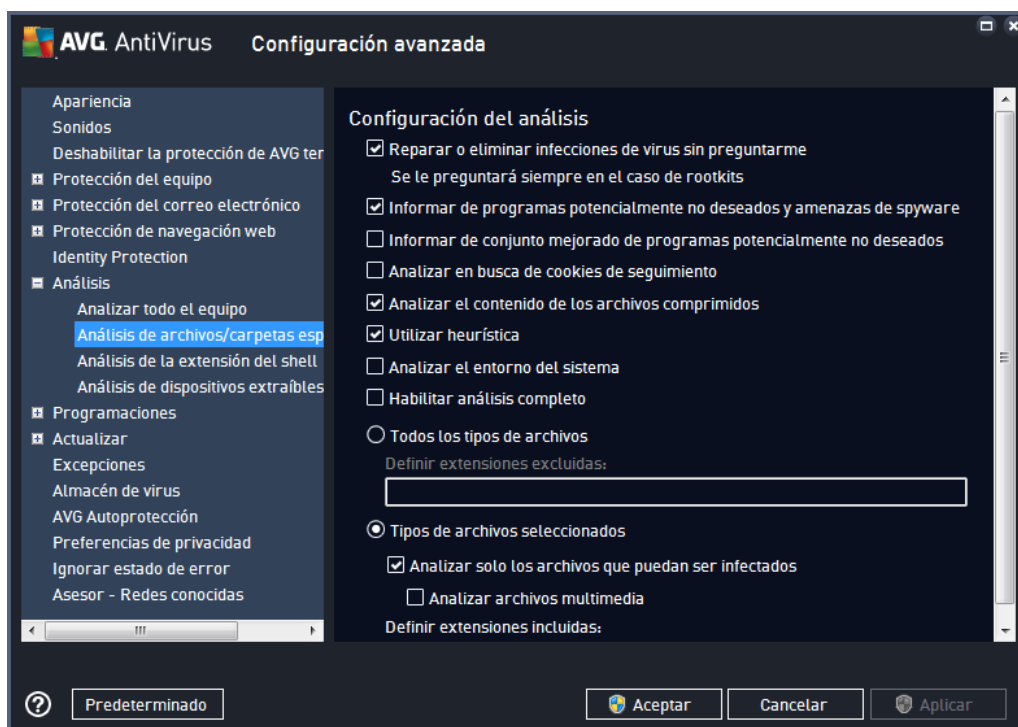 AVG AntiVirus Configuración avanzada
Apariencia
Sonidos
Deshabilitar la protección de AVG ter
Protección del equipo
Protección del correo electrónico
Protección de navegación web
Identity Protection
Análisis
Analizar todo el equipo
Análisis de archivos/carpetas esp
Análisis de la extensión del shell
Análisis de dispositivos extraíbles
Programaciones
Actualizar
Excepciones
Almacén de virus
AVG Autoprotección
Preferencias de privacidad
Ignorar estado de error
Asesor - Redes conocidas
Configuración del análisis
Reparar o eliminar infecciones de virus sin preguntarme
Se le preguntará siempre en el caso de rootkits
Informar de programas potencialmente no deseados y amenazas de spyware
Informar de conjunto mejorado de programas potencialmente no deseados
Analizar en busca de cookies de seguimiento
Analizar el contenido de los archivos comprimidos
Utilizar heurística
Analizar el entorno del sistema
Habilitar análisis completo
Todos los tipos de archivos
Definir extensiones excluidas:
Tipos de archivos seleccionados
Analizar solo los archivos que puedan ser infectados
Analizar archivos multimedia
Definir extensiones incluidas:
? Predeterminado Aceptar Cancelar Aplicar